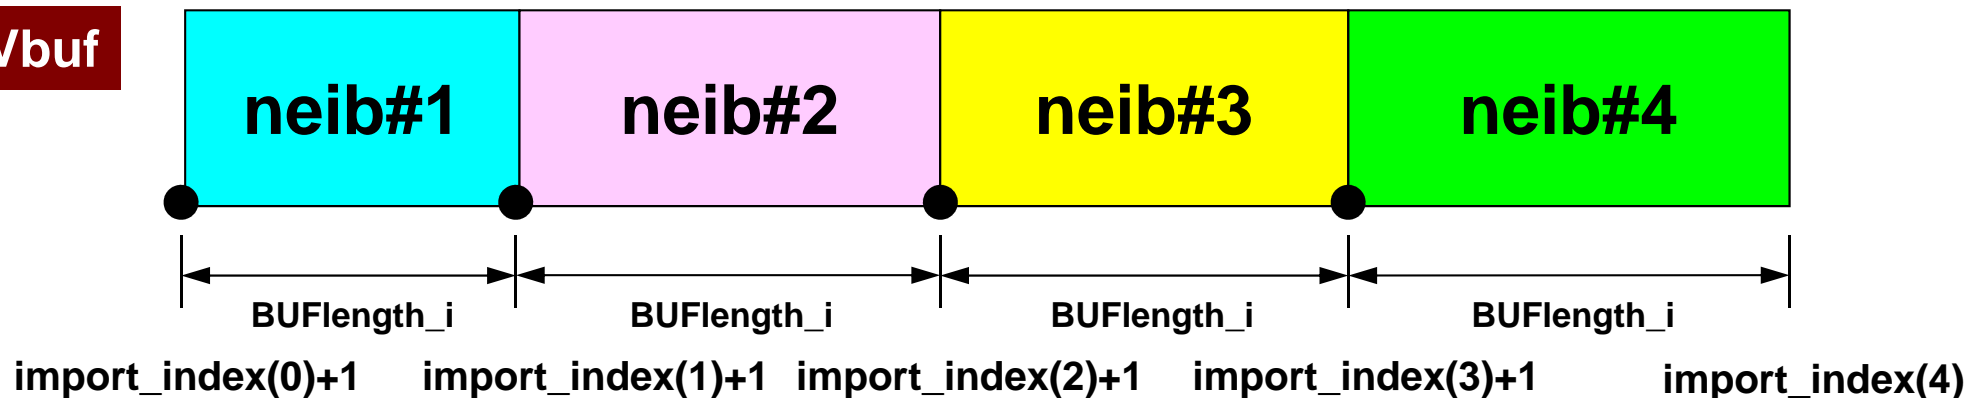 Vbuf
neib#1 neib#2 neib#3 neib#4
BUFlength_i BUFlength_i BUFlength_i BUFlength_i
import_index(0)+1 import_index(1)+1 import_index(2)+1 import_index(3)+1 import_index(4)